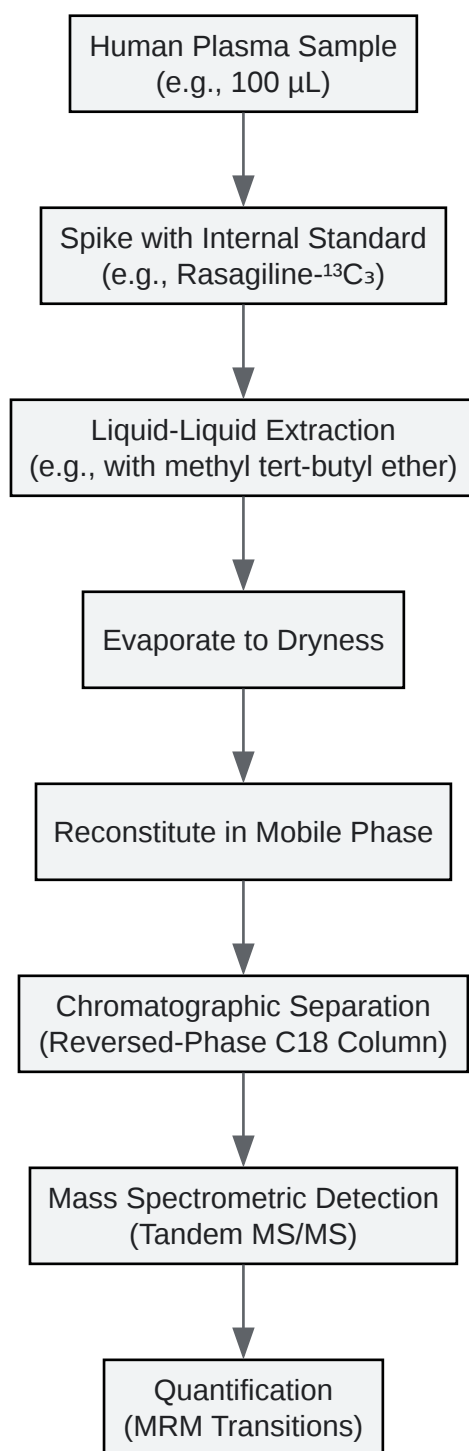 Human Plasma Sample
(e.g., 100 µL)
Spike with Internal Standard
(e.g., Rasagiline-¹³C₃)
Liquid-Liquid Extraction
(e.g., with methyl tert-butyl ether)
Evaporate to Dryness
Reconstitute in Mobile Phase
Chromatographic Separation
(Reversed-Phase C18 Column)
Mass Spectrometric Detection
(Tandem MS/MS)
Quantification
(MRM Transitions)